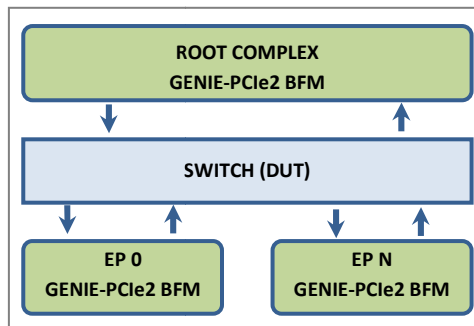 ROOT COMPLEX
GENIE-PCIe2 BFM
SWITCH (DUT)
EP 0
GENIE-PCIe2 BFM
EP N
GENIE-PCIe2 BFM